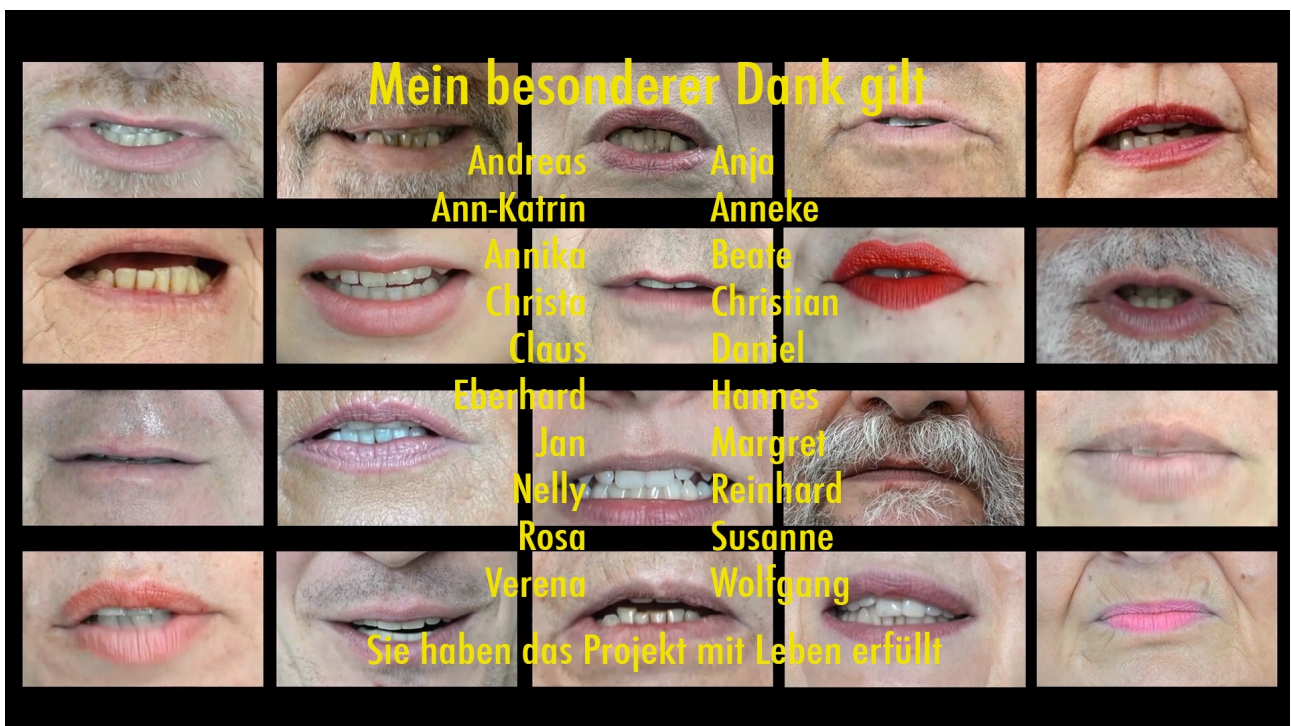 Mein besonderer Dank gilt
Andreas Anja
Ann-Katrin Anneke
Annika Beate
Christa Christian
Claus Daniel
Eberhard Hannes
Jan Margret
Nelly Reinhard
Rosa Susanne
Verena Wolfgang
Sie haben das Projekt mit Leben erfüllt